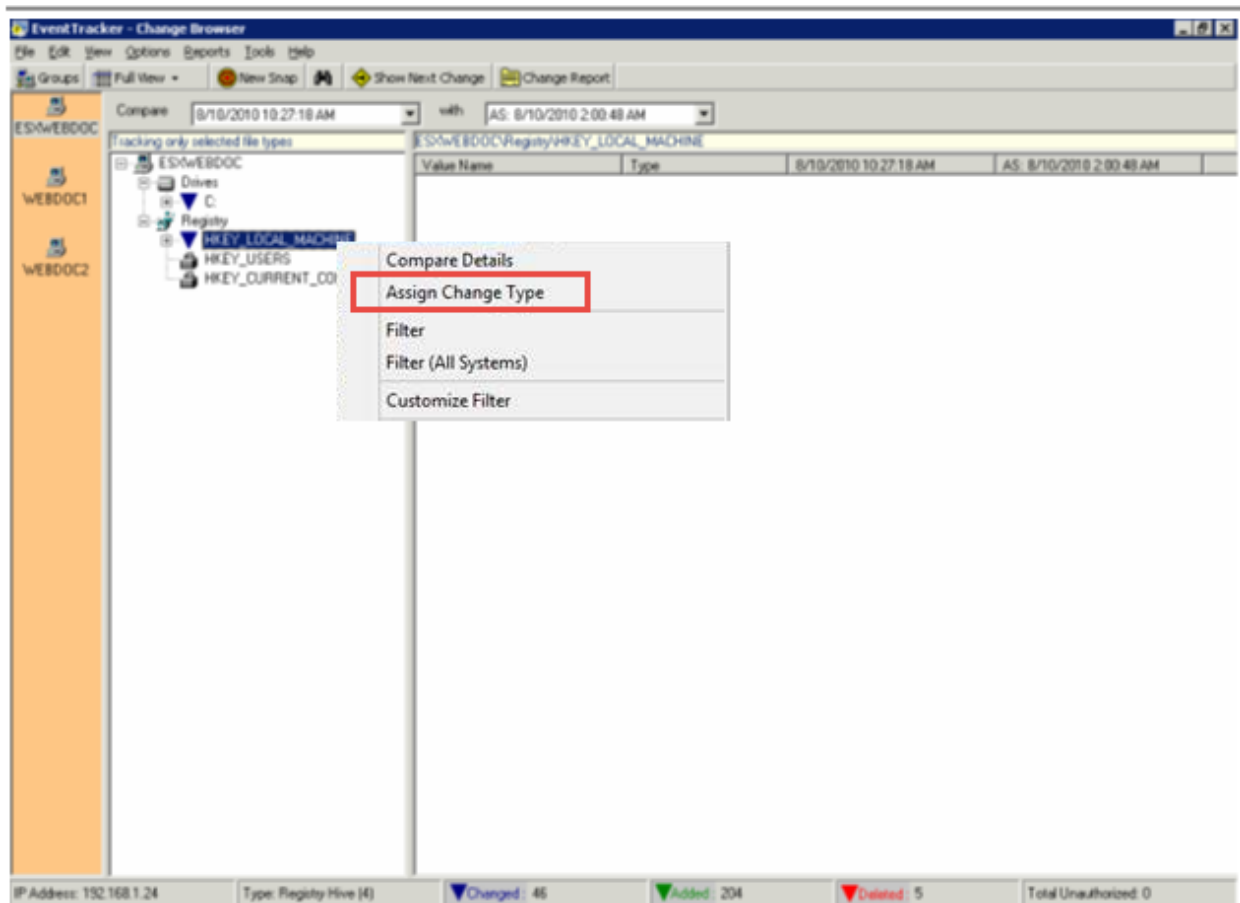 EventTracker - Change Browser
File Edit View Options Reports Tools Help
Groups Full View New Snap Show Next Change Change Report
ESXWEBDOC
WEBDOC1
WEBDOC2
Compare 8/10/2010 10:27:18 AM with AS: 8/10/2010 2:00:48 AM
Tracking only selected file types
ESXWEBDOC\Registry\HKEY_LOCAL_MACHINE
ESXWEBDOC
Drives
C:
Registry
HKEY_LOCAL_MACHINE
HKEY_USERS
HKEY_CURRENT_CO
Value Name Type 8/10/2010 10:27:18 AM AS: 8/10/2010 2:00:48 AM
Compare Details
Assign Change Type
Filter
Filter (All Systems)
Customize Filter
IP Address: 192.168.1.24 Type: Registry Hive (4) Changed: 46 Added: 204 Deleted: 5 Total Unauthorized: 0